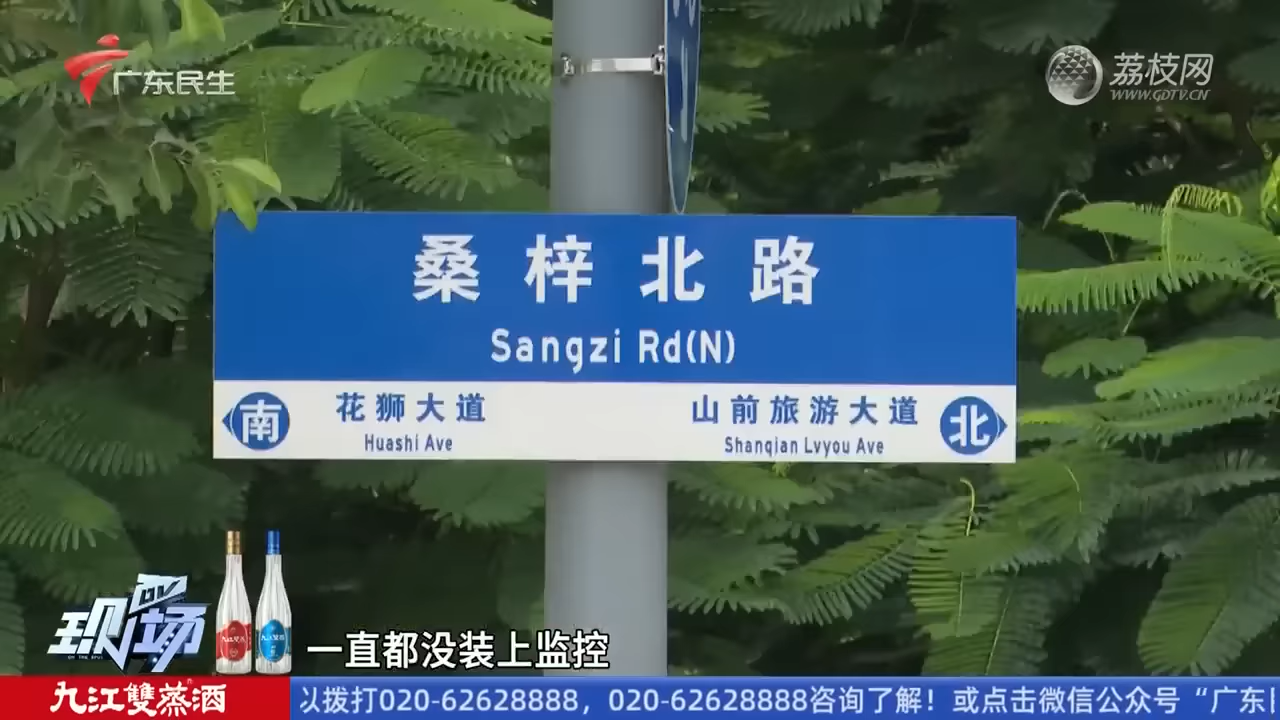 广东民生
荔枝网
WWW.GDTV.CN
桑梓北路
Sangzi Rd(N)
南
花狮大道
Huashi Ave
山前旅游大道
Shanqian Lvyou Ave
北
DV
现场
一直都没装上监控
九江雙蒸酒
以拨打020-62628888，020-62628888咨询了解！或点击微信公众号“广东